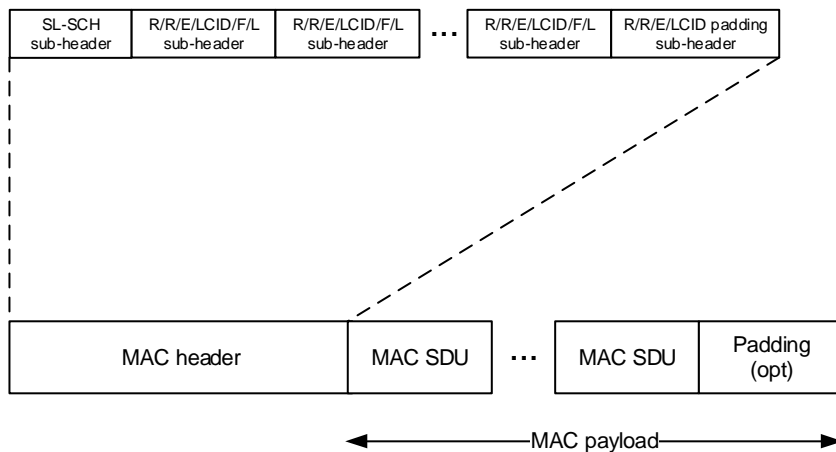 SL-SCH
sub-header
R/R/E/LCID/F/L
sub-header
R/R/E/LCID/F/L
sub-header
...
R/R/E/LCID/F/L
sub-header
R/R/E/LCID padding
sub-header
MAC header
MAC SDU
...
MAC SDU
Padding
(opt)
MAC payload